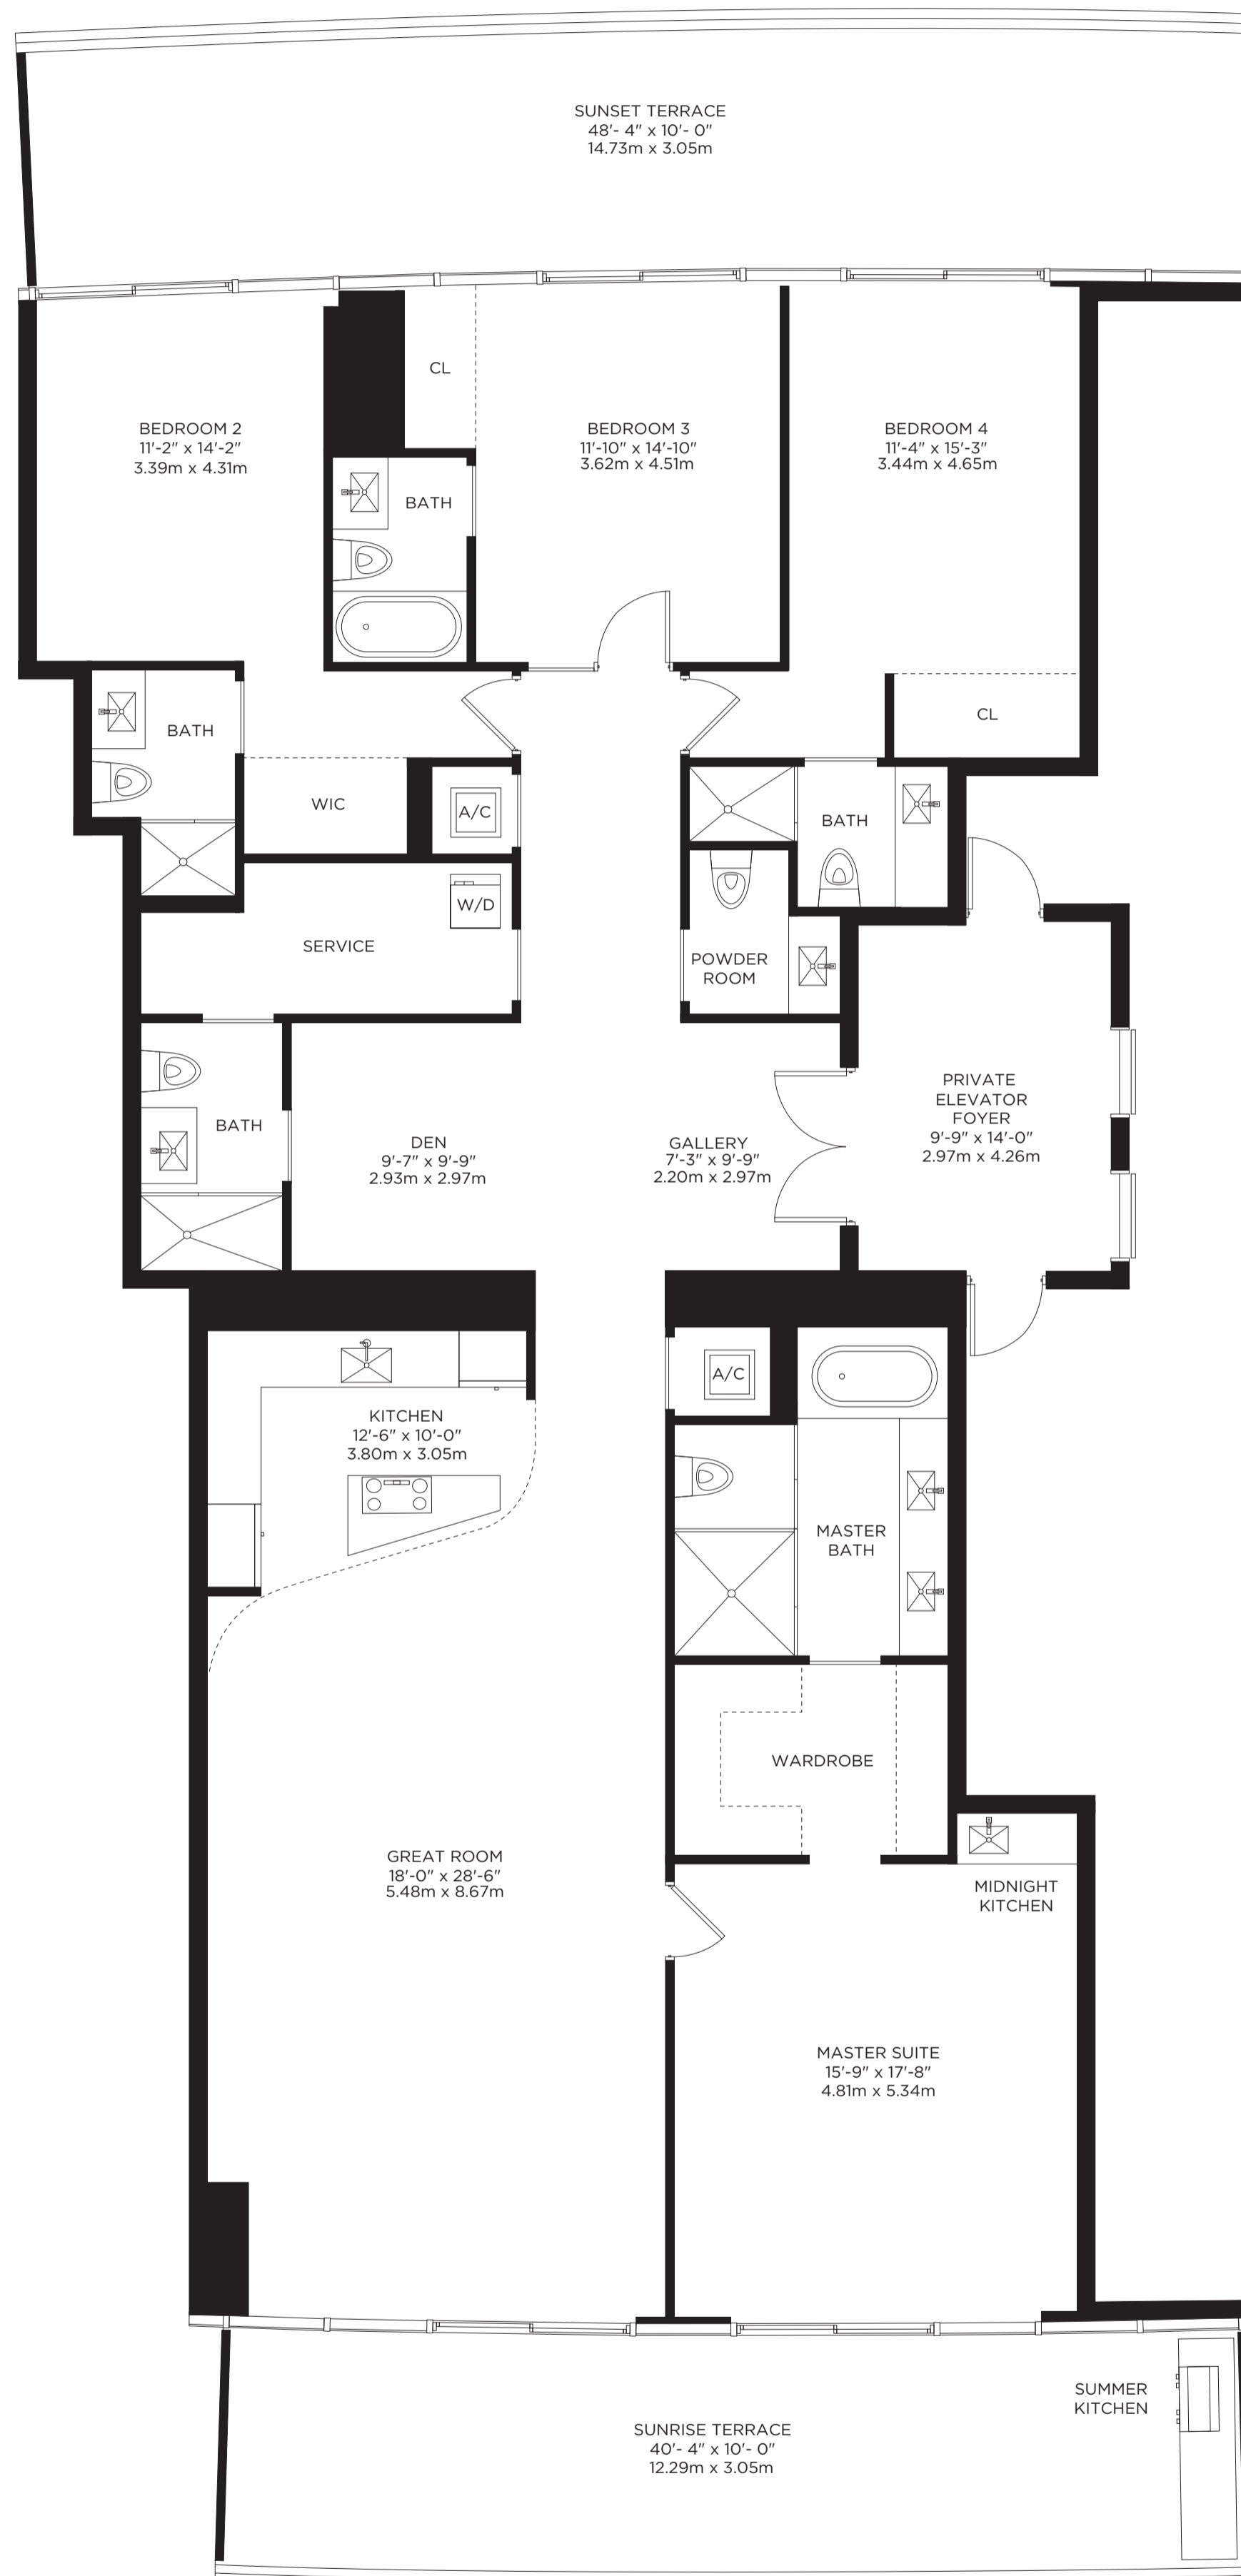 SUNSET TERRACE
48'- 4" x 10'- 0"
14.73m x 3.05m
CL
BEDROOM 2
11'-2" x 14'-2"
3.39m x 4.31m
BEDROOM 3
11'-10" x 14'-10"
3.62m x 4.51m
BEDROOM 4
11'-4" x 15'-3"
3.44m x 4.65m
BATH
CL
BATH
WIC
A/C
BATH
W/D
SERVICE
POWDER
ROOM
PRIVATE
ELEVATOR
FOYER
9'-9" x 14'-0"
2.97m x 4.26m
BATH
DEN
9'-7" x 9'-9"
2.93m x 2.97m
GALLERY
7'-3" x 9'-9"
2.20m x 2.97m
A/C
KITCHEN
12'-6" x 10'-0"
3.80m x 3.05m
MASTER
BATH
WARDROBE
GREAT ROOM
18'-0" x 28'-6"
5.48m x 8.67m
MIDNIGHT
KITCHEN
MASTER SUITE
15'-9" x 17'-8"
4.81m x 5.34m
SUMMER
KITCHEN
SUNRISE TERRACE
40'- 4" x 10'- 0"
12.29m x 3.05m